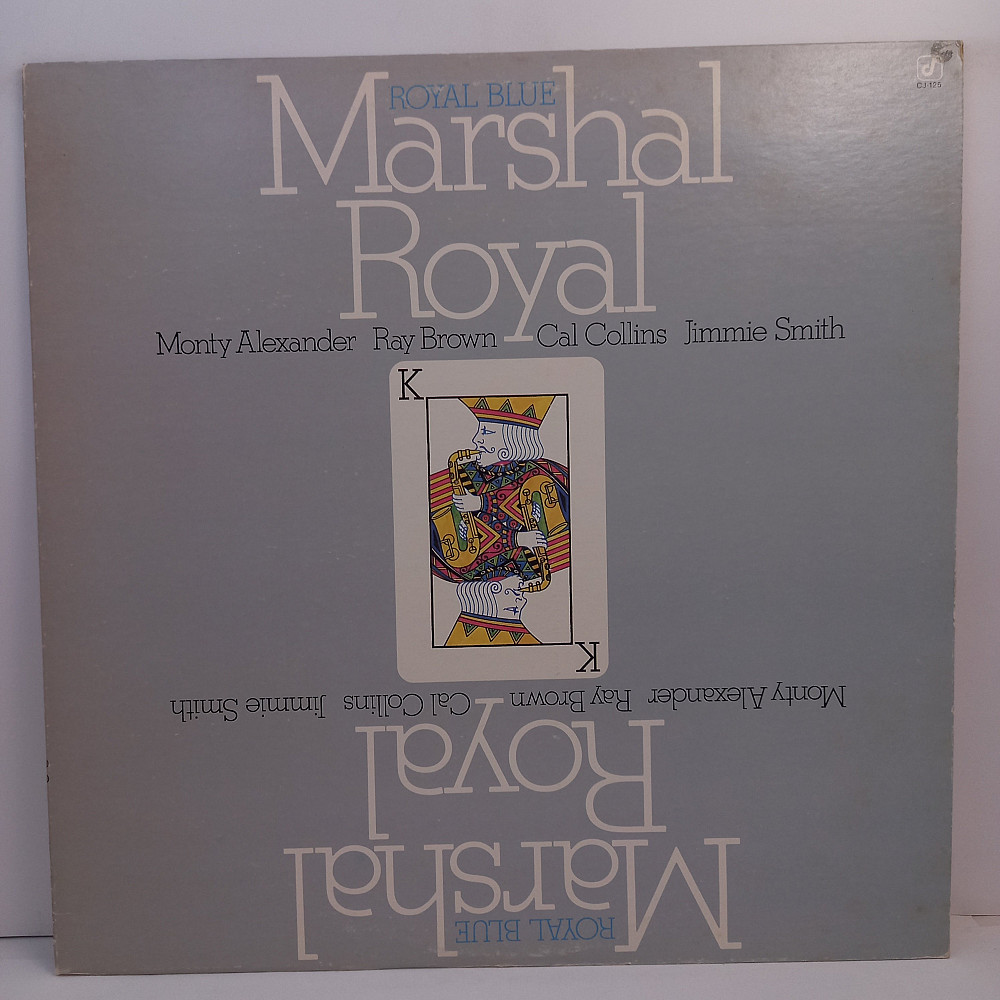 CJ-125
ROYAL BLUE
Marshal
Royal
Monty Alexander Ray Brown Cal Collins Jimmie Smith
K
K
Monty Alexander Ray Brown Cal Collins Jimmie Smith
Royal
Marshal
ROYAL BLUE